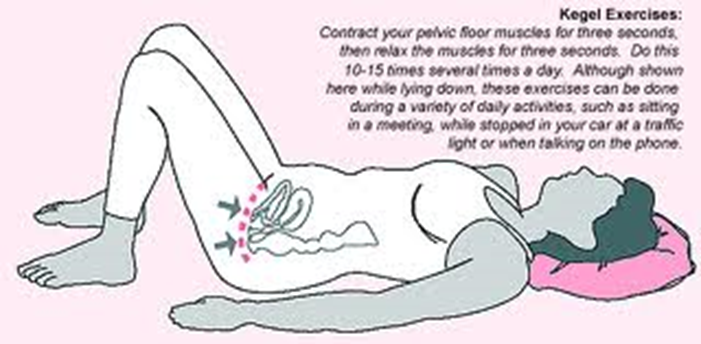 Kegel Exercises:
Contract your pelvic floor muscles for three seconds,
then relax the muscles for three seconds. Do this
10-15 times several times a day. Although shown
here while lying down, these exercises can be done
during a variety of daily activities, such as sitting
in a meeting, while stopped in your car at a traffic
light or when talking on the phone.